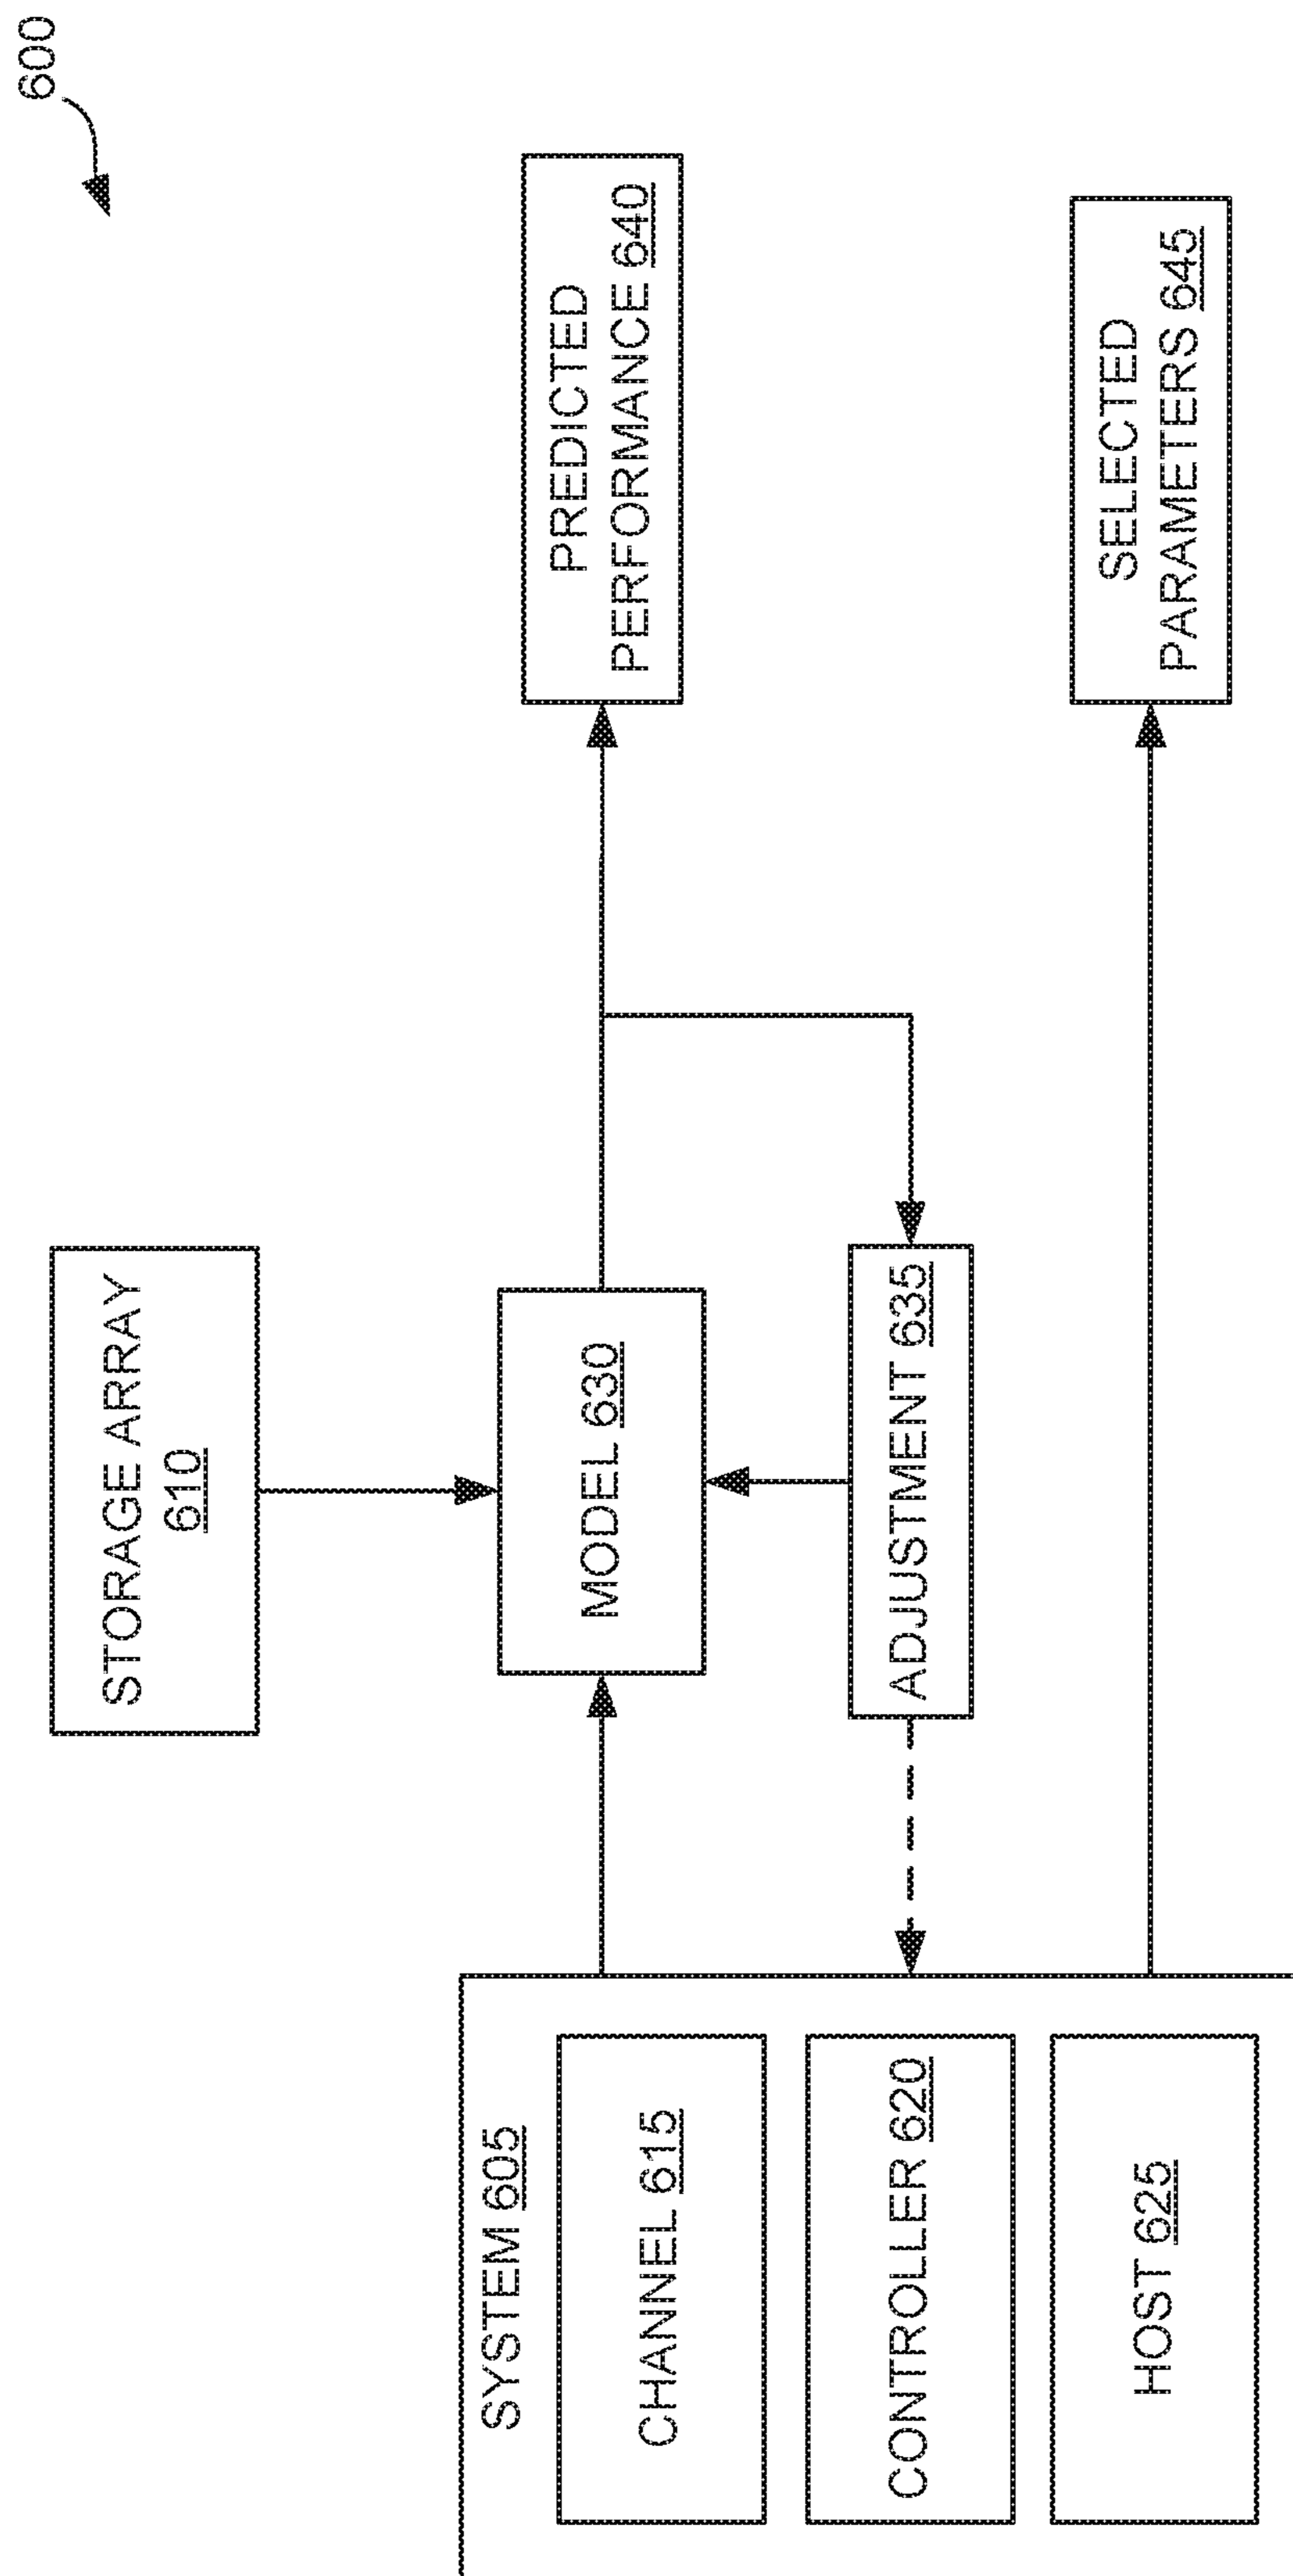 600
STORAGE ARRAY
610
SYSTEM 605
CHANNEL 615
CONTROLLER 620
HOST 625
MODEL 630
ADJUSTMENT 635
PREDICTED
PERFORMANCE 640
SELECTED
PARAMETERS 645